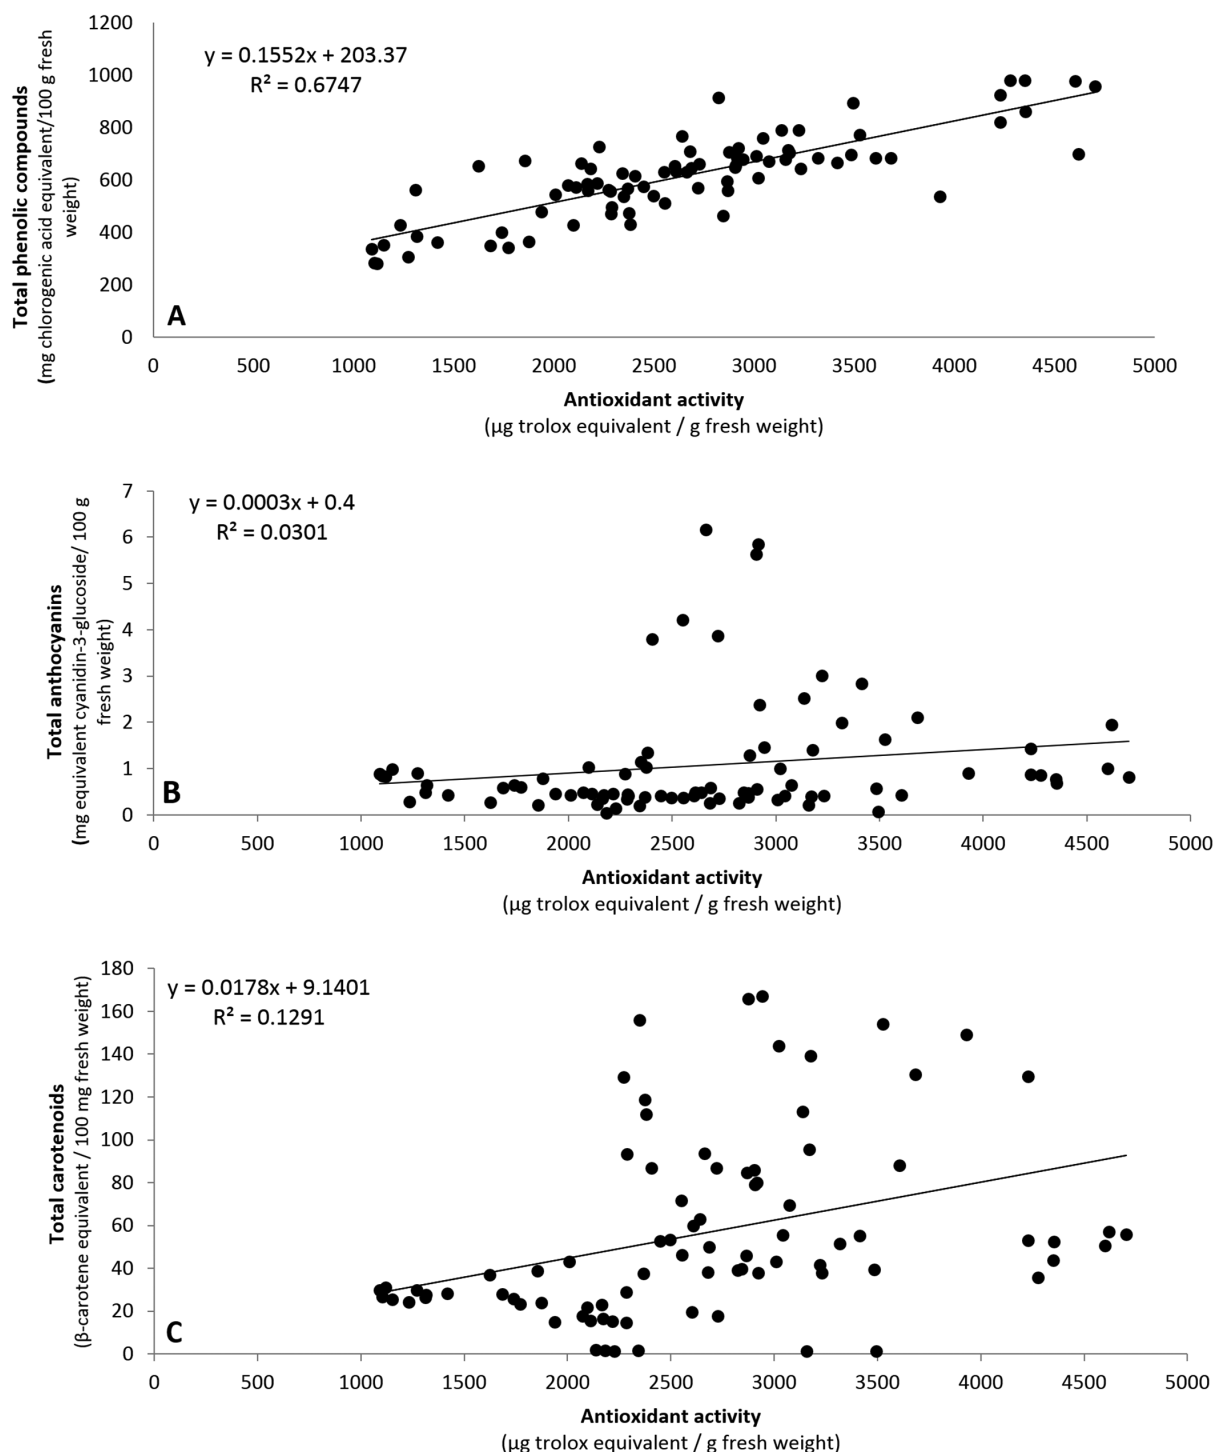 1200
1000
800
600
400
200
0
y = 0.1552x + 203.37
R² = 0.6747
Total phenolic compounds
(mg chlorogenic acid equivalent/100 g fresh
weight)
A
0 500 1000 1500 2000 2500 3000 3500 4000 4500 5000
Antioxidant activity
(µg trolox equivalent / g fresh weight)
7
6
5
4
3
2
1
0
y = 0.0003x + 0.4
R² = 0.0301
Total anthocyanins
(mg equivalent cyanidin-3-glucoside/ 100 g
fresh weight)
B
0 500 1000 1500 2000 2500 3000 3500 4000 4500 5000
Antioxidant activity
(µg trolox equivalent / g fresh weight)
180
160
140
120
100
80
60
40
20
0
y = 0.0178x + 9.1401
R² = 0.1291
Total carotenoids
(β-carotene equivalent / 100 mg fresh weight)
C
0 500 1000 1500 2000 2500 3000 3500 4000 4500 5000
Antioxidant activity
(µg trolox equivalent / g fresh weight)